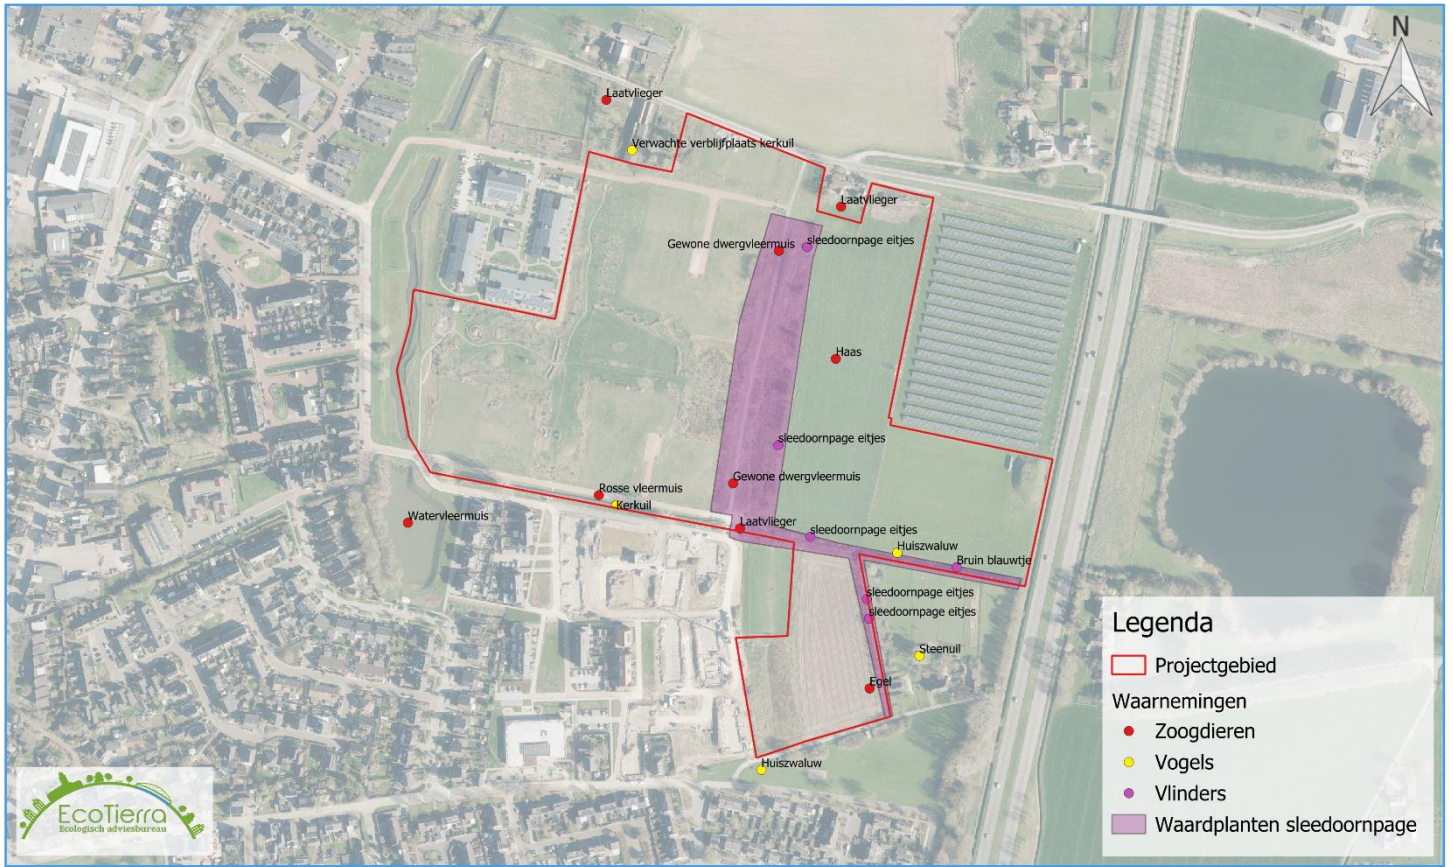 N
Laatvlieger
Verwachte verblijfplaats kerkuil
Laatvlieger
sleedoornpage eitjes
Gewone dwergvleermuis
Haas
sleedoornpage eitjes
Gewone dwergvleermuis
Rosse vleermuis
Kerkuil
Watervleermuis
Laatvlieger
sleedoornpage eitjes
Huiszwaluw
Bruin blauwtje
sleedoornpage eitjes
sleedoornpage eitjes
Steenuil
Egel
Huiszwaluw
Legenda
Projectgebied
Waarnemingen
Zoogdieren
Vogels
Vlinders
Waardplanten sleedoornpage
EcoTierra
Ecologisch adviesbureau